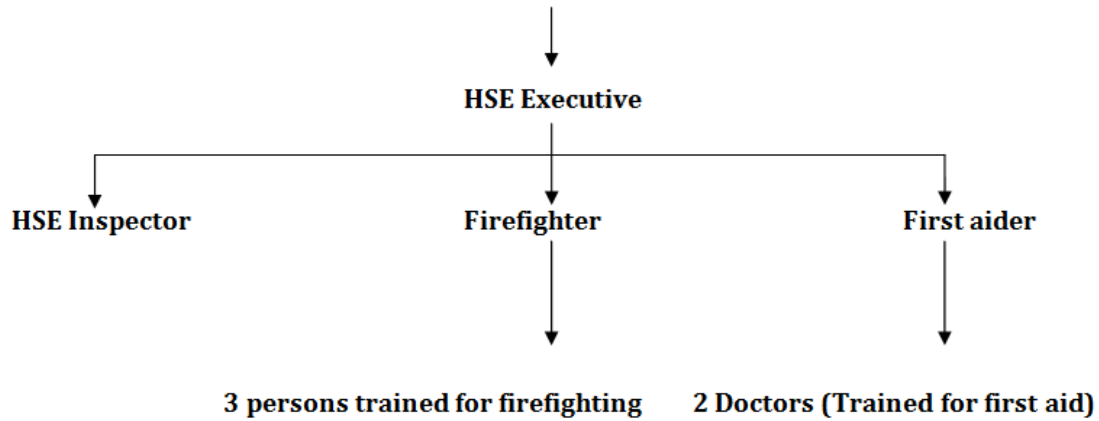 HSE Executive
HSE Inspector
Firefighter
First aider
3 persons trained for firefighting
2 Doctors (Trained for first aid)